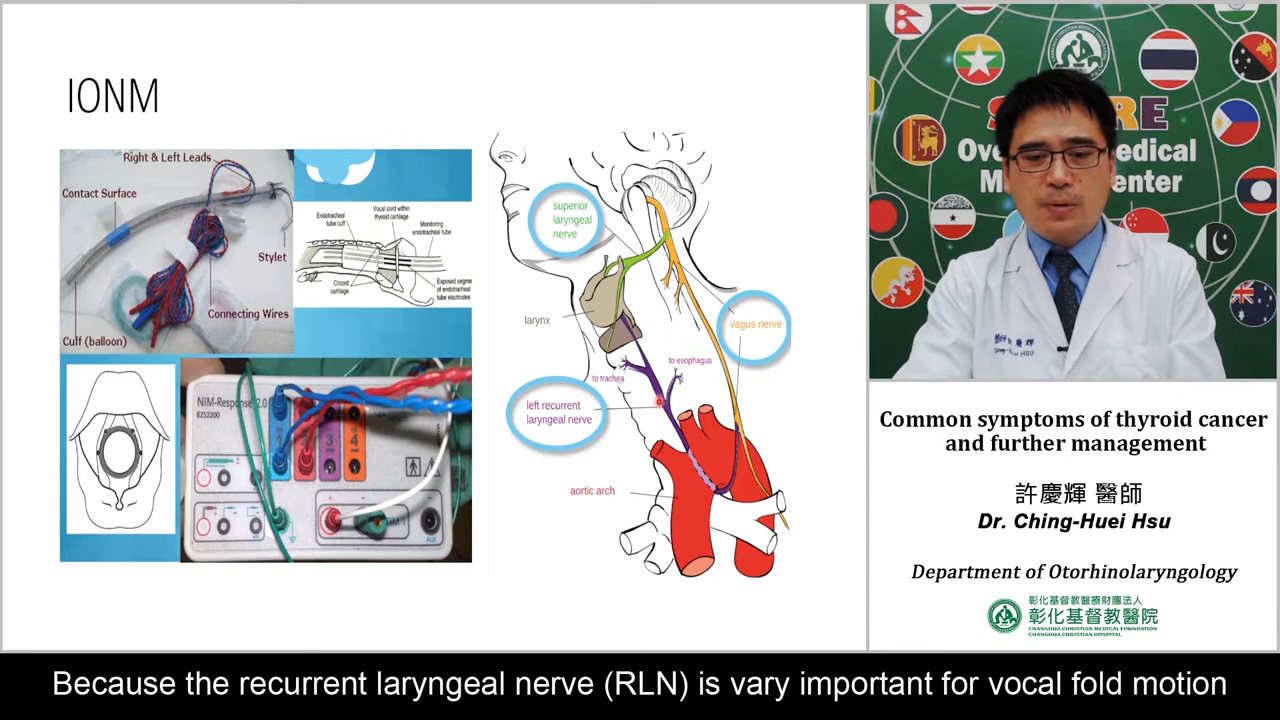 IONM
Right & Left Leads
Contact Surface
Stylet
Connecting Wires
Cuff (balloon)
Endotracheal
tube cuff
Vocal cord within
thyroid cartilage
Monitoring
endotracheal tube
Cricoid
cartilage
Exposed segme
of endotracheal
tube electrodes
NIM-Response 2.0
8252200
3
4
AUX
superior
laryngeal
nerve
larynx
vagus nerve
to esophagus
to trachea
left recurrent
laryngeal nerve
aortic arch
Common symptoms of thyroid cancer
and further management
許慶輝 醫師
Dr. Ching-Huei Hsu
Department of Otorhinolaryngology
彰化基督教醫療財團法人
彰化基督教醫院
CHANGHUA CHRISTIAN MEDICAL FOUNDATION
CHANGHUA CHRISTIAN HOSPITAL
Because the recurrent laryngeal nerve (RLN) is vary important for vocal fold motion